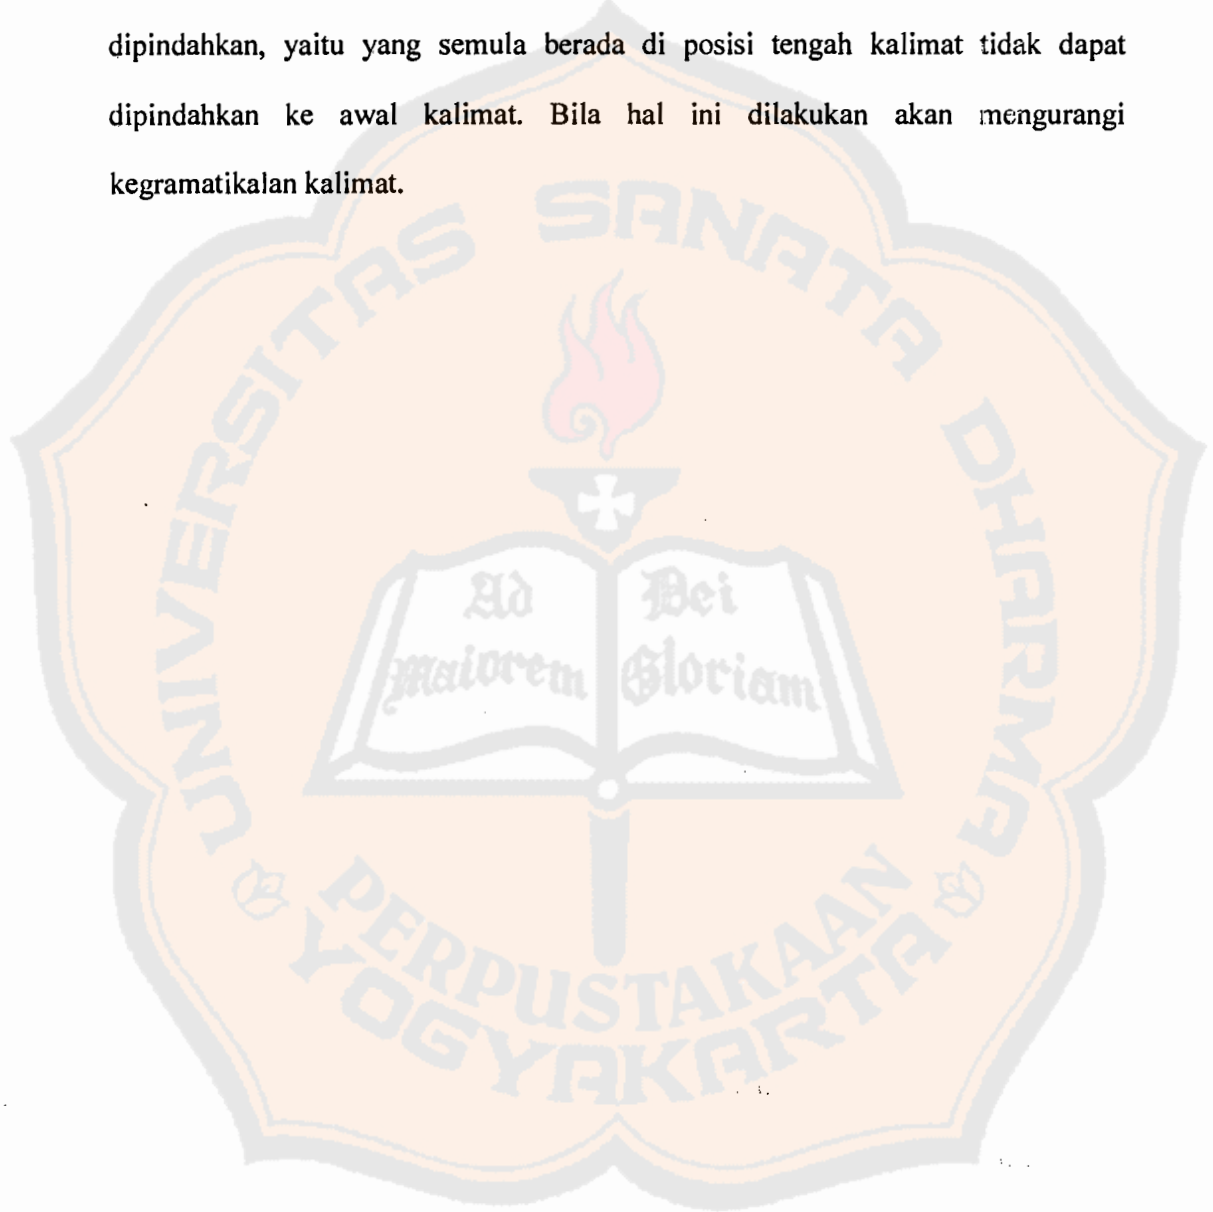 dipindahkan, yaitu yang semula berada di posisi tengah kalimat tidak dapat
dipindahkan ke awal kalimat. Bila hal ini dilakukan akan mengurangi
kegramatikalan kalimat.
UNIVERSITAS SANATA DHARMA
Ad Dei
Maiorem Gloriam
PERPUSTAKAAN
YOGYAKARTA